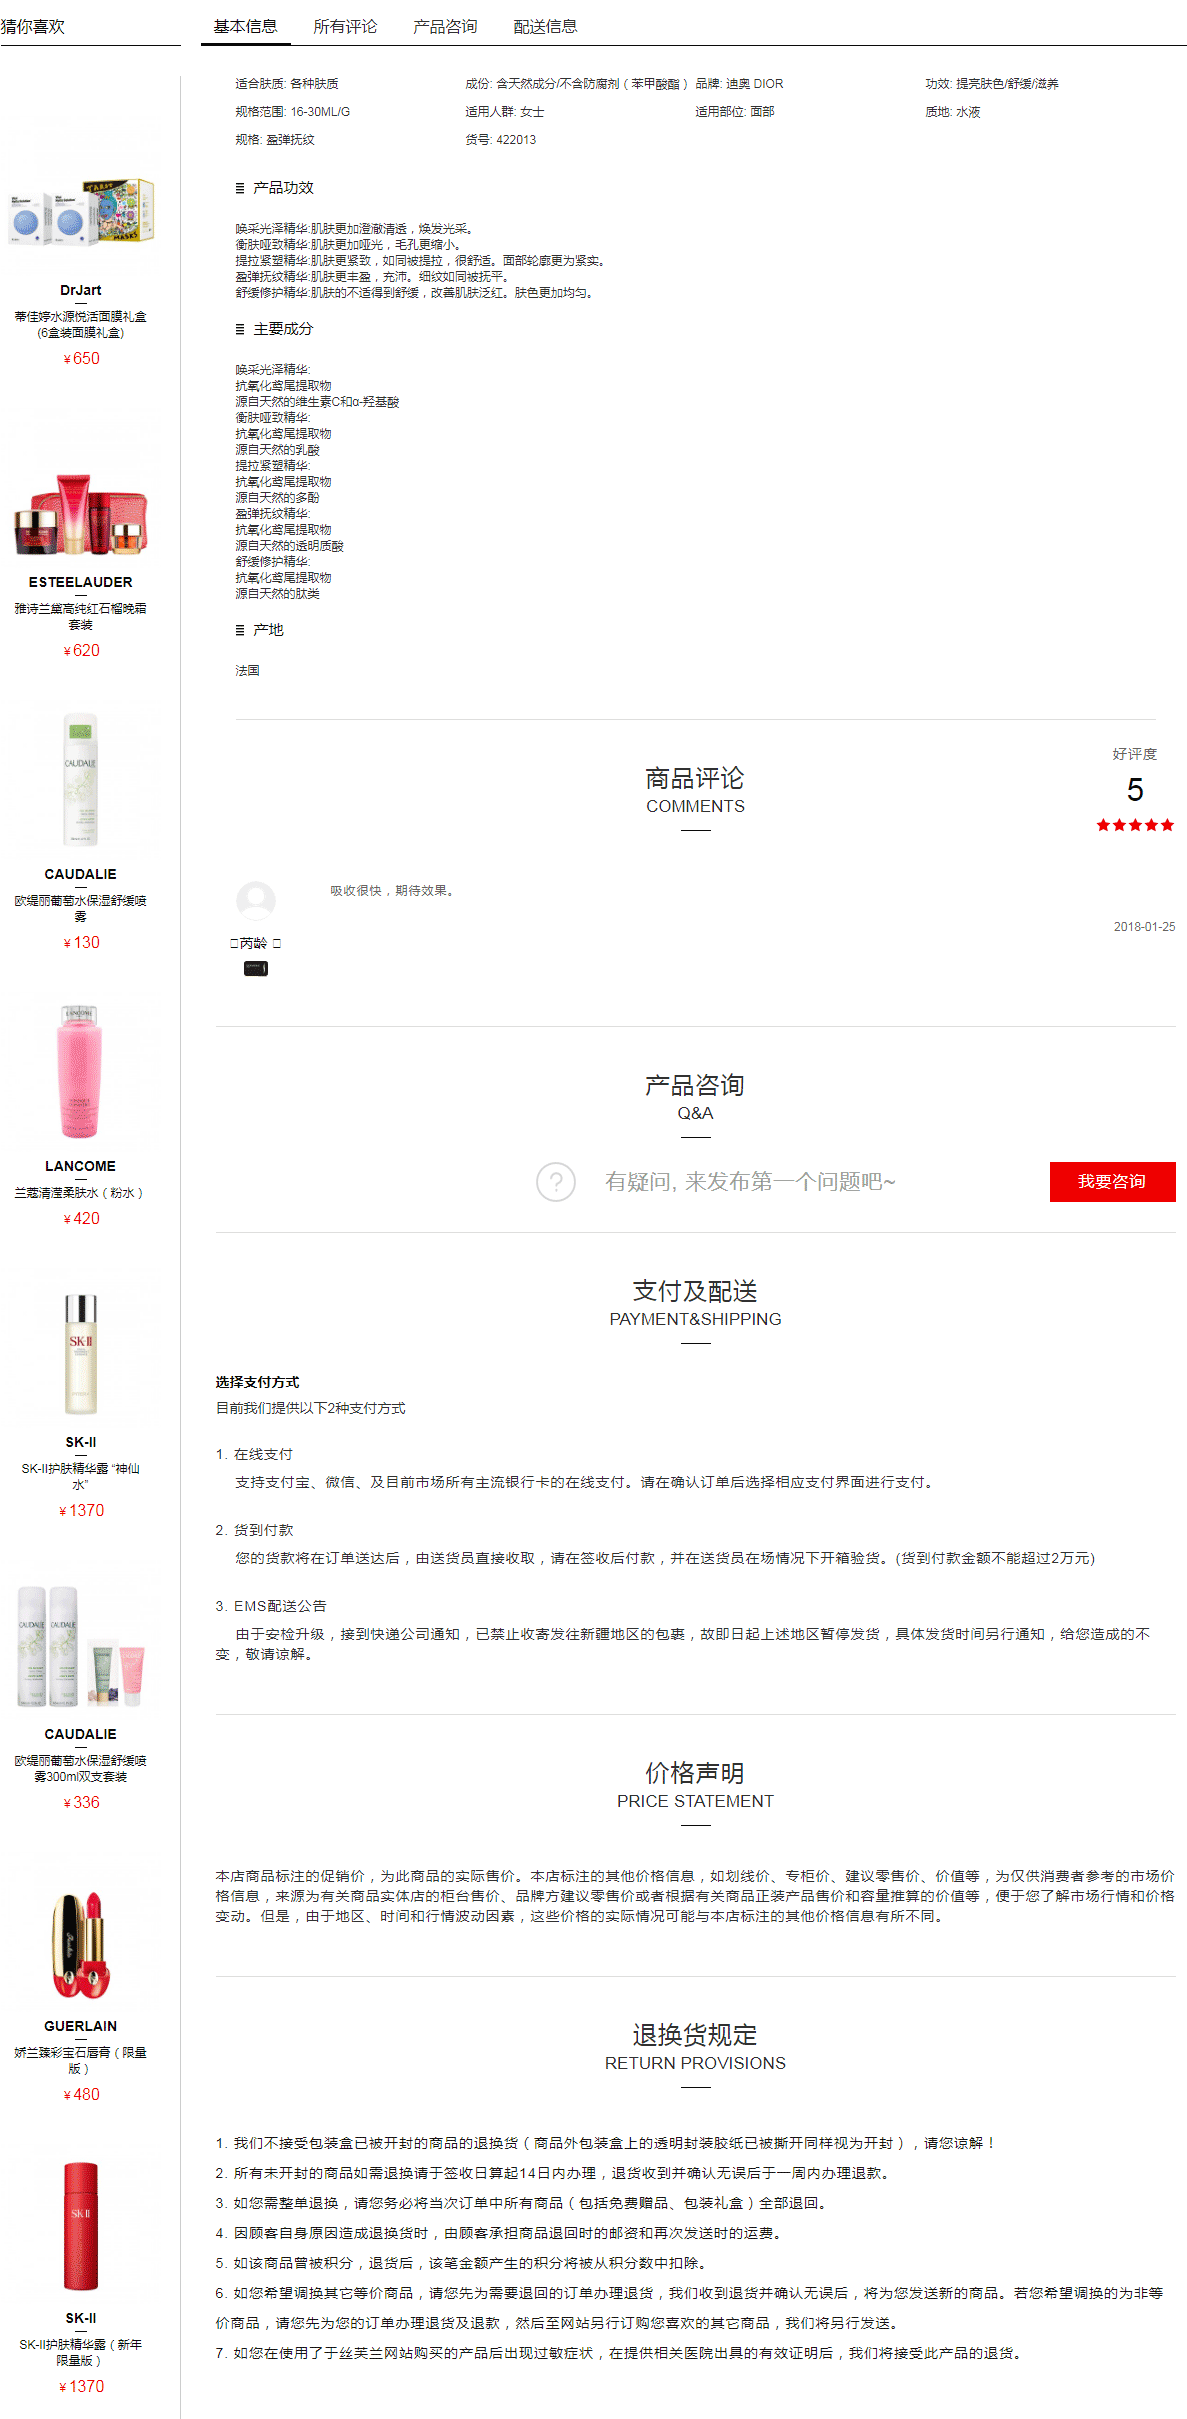 猜你喜欢
基本信息 所有评论 产品咨询 配送信息
适合肤质: 各种肤质 成份: 含天然成分/不含防腐剂（苯甲酸酯） 品牌: 迪奥 DIOR 功效: 提亮肤色/舒缓/滋养
规格范围: 16-30ML/G 适用人群: 女士 适用部位: 面部 质地: 水液
规格: 盈弹抚纹 货号: 422013
产品功效
唤采光泽精华:肌肤更加澄澈清透，焕发光采。
衡肤哑致精华:肌肤更加哑光，毛孔更缩小。
提拉紧塑精华:肌肤更紧致，如同被提拉，很舒适。面部轮廓更为紧实。
盈弹抚纹精华:肌肤更丰盈，充沛。细纹如同被抚平。
舒缓修护精华:肌肤的不适得到舒缓，改善肌肤泛红。肤色更加均匀。
主要成分
唤采光泽精华:
抗氧化鸢尾提取物
源自天然的维生素C和α-羟基酸
衡肤哑致精华:
抗氧化鸢尾提取物
源自天然的乳酸
提拉紧塑精华:
抗氧化鸢尾提取物
源自天然的多酚
盈弹抚纹精华:
抗氧化鸢尾提取物
源自天然的透明质酸
舒缓修护精华:
抗氧化鸢尾提取物
源自天然的肽类
产地
法国
商品评论
COMMENTS
好评度
5
吸收很快，期待效果。
2018-01-25
芮龄
产品咨询
Q&A
有疑问, 来发布第一个问题吧~
我要咨询
支付及配送
PAYMENT&SHIPPING
选择支付方式
目前我们提供以下2种支付方式
1. 在线支付
支持支付宝、微信、及目前市场所有主流银行卡的在线支付。请在确认订单后选择相应支付界面进行支付。
2. 货到付款
您的货款将在订单送达后，由送货员直接收取，请在签收后付款，并在送货员在场情况下开箱验货。(货到付款金额不能超过2万元)
3. EMS配送公告
由于安检升级，接到快递公司通知，已禁止收寄发往新疆地区的包裹，故即日起上述地区暂停发货，具体发货时间另行通知，给您造成的不
变，敬请谅解。
价格声明
PRICE STATEMENT
本店商品标注的促销价，为此商品的实际售价。本店标注的其他价格信息，如划线价、专柜价、建议零售价、价值等，为仅供消费者参考的市场价
格信息，来源为有关商品实体店的柜台售价、品牌方建议零售价或者根据有关商品正装产品售价和容量推算的价值等，便于您了解市场行情和价格
变动。但是，由于地区、时间和行情波动因素，这些价格的实际情况可能与本店标注的其他价格信息有所不同。
退换货规定
RETURN PROVISIONS
1. 我们不接受包装盒已被开封的商品的退换货（商品外包装盒上的透明封装胶纸已被撕开同样视为开封），请您谅解！
2. 所有未开封的商品如需退换请于签收日算起14日内办理，退货收到并确认无误后于一周内办理退款。
3. 如您需整单退换，请您务必将当次订单中所有商品（包括免费赠品、包装礼盒）全部退回。
4. 因顾客自身原因造成退换货时，由顾客承担商品退回时的邮资和再次发送时的运费。
5. 如该商品曾被积分，退货后，该笔金额产生的积分将被从积分数中扣除。
6. 如您希望调换其它等价商品，请您先为需要退回的订单办理退货，我们收到退货并确认无误后，将为您发送新的商品。若您希望调换的为非等
价商品，请您先为您的订单办理退货及退款，然后至网站另行订购您喜欢的其它商品，我们将另行发送。
7. 如您在使用了于丝芙兰网站购买的产品后出现过敏症状，在提供相关医院出具的有效证明后，我们将接受此产品的退货。
TARST
MASKS
DrJart
蒂佳婷水源悦活面膜礼盒
(6盒装面膜礼盒)
¥650
ESTEELAUDER
雅诗兰黛高纯红石榴晚霜
套装
¥620
CAUDALIE
CAUDALIE
欧缇丽葡萄水保湿舒缓喷
雾
¥130
LANCOME
LANCOME
兰蔻清滢柔肤水（粉水）
¥420
SK-II
SK-II
SK-II护肤精华露 “神仙
水”
¥1370
CAUDALIE
CAUDALIE
CAUDALIE
欧缇丽葡萄水保湿舒缓喷
雾300ml双支套装
¥336
GUERLAIN
娇兰臻彩宝石唇膏（限量
版）
¥480
SK-II
SK-II
SK-II护肤精华露（新年
限量版）
¥1370